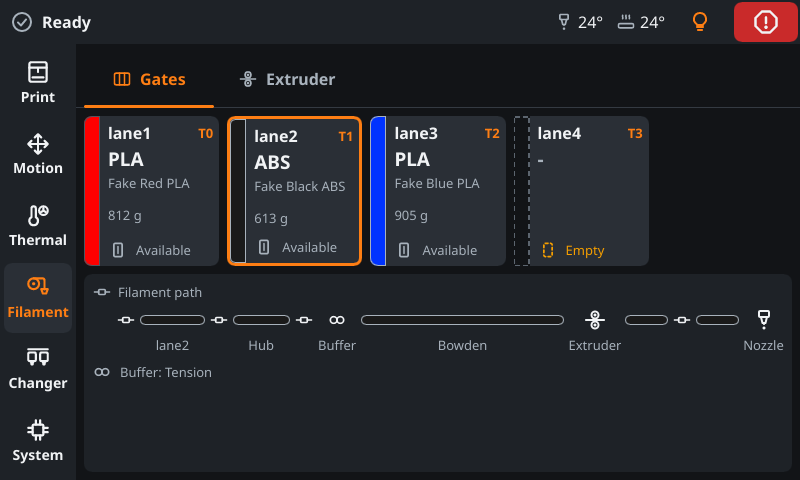 Ready
24°
24°
Print
Motion
Thermal
Filament
Changer
System
Gates
Extruder
lane1 T0
PLA
Fake Red PLA
812 g
Available
lane2 T1
ABS
Fake Black ABS
613 g
Available
lane3 T2
PLA
Fake Blue PLA
905 g
Available
lane4 T3
-
Empty
Filament path
lane2 Hub Buffer Bowden Extruder Nozzle
Buffer: Tension